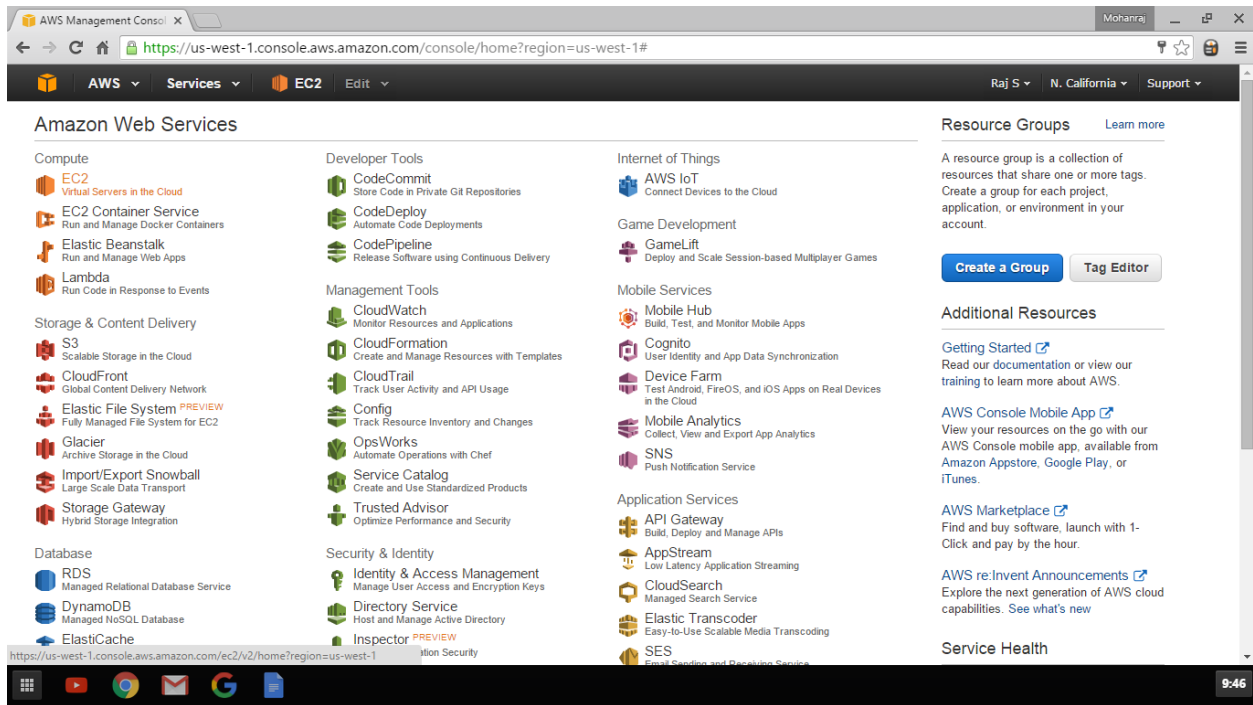 AWS Management Consol
Mohanraj
https://us-west-1.console.aws.amazon.com/console/home?region=us-west-1#
AWS
Services
EC2
Edit
Raj S
N. California
Support
Amazon Web Services
Compute
EC2
Virtual Servers in the Cloud
EC2 Container Service
Run and Manage Docker Containers
Elastic Beanstalk
Run and Manage Web Apps
Lambda
Run Code in Response to Events
Storage & Content Delivery
S3
Scalable Storage in the Cloud
CloudFront
Global Content Delivery Network
Elastic File System PREVIEW
Fully Managed File System for EC2
Glacier
Archive Storage in the Cloud
Import/Export Snowball
Large Scale Data Transport
Storage Gateway
Hybrid Storage Integration
Database
RDS
Managed Relational Database Service
DynamoDB
Managed NoSQL Database
ElastiCache
https://us-west-1.console.aws.amazon.com/ec2/v2/home?region=us-west-1
Developer Tools
CodeCommit
Store Code in Private Git Repositories
CodeDeploy
Automate Code Deployments
CodePipeline
Release Software using Continuous Delivery
Management Tools
CloudWatch
Monitor Resources and Applications
CloudFormation
Create and Manage Resources with Templates
CloudTrail
Track User Activity and API Usage
Config
Track Resource Inventory and Changes
OpsWorks
Automate Operations with Chef
Service Catalog
Create and Use Standardized Products
Trusted Advisor
Optimize Performance and Security
Security & Identity
Identity & Access Management
Manage User Access and Encryption Keys
Directory Service
Host and Manage Active Directory
Inspector PREVIEW
Security
Internet of Things
AWS IoT
Connect Devices to the Cloud
Game Development
GameLift
Deploy and Scale Session-based Multiplayer Games
Mobile Services
Mobile Hub
Build, Test, and Monitor Mobile Apps
Cognito
User Identity and App Data Synchronization
Device Farm
Test Android, FireOS, and iOS Apps on Real Devices
in the Cloud
Mobile Analytics
Collect, View and Export App Analytics
SNS
Push Notification Service
Application Services
API Gateway
Build, Deploy and Manage APIs
AppStream
Low Latency Application Streaming
CloudSearch
Managed Search Service
Elastic Transcoder
Easy-to-Use Scalable Media Transcoding
SES
Email Sending and Receiving Service
Resource Groups
Learn more
A resource group is a collection of
resources that share one or more tags.
Create a group for each project,
application, or environment in your
account.
Create a Group
Tag Editor
Additional Resources
Getting Started
Read our documentation or view our
training to learn more about AWS.
AWS Console Mobile App
View your resources on the go with our
AWS Console mobile app, available from
Amazon Appstore, Google Play, or
iTunes.
AWS Marketplace
Find and buy software, launch with 1-
Click and pay by the hour.
AWS re:Invent Announcements
Explore the next generation of AWS cloud
capabilities. See what's new
Service Health
9:46